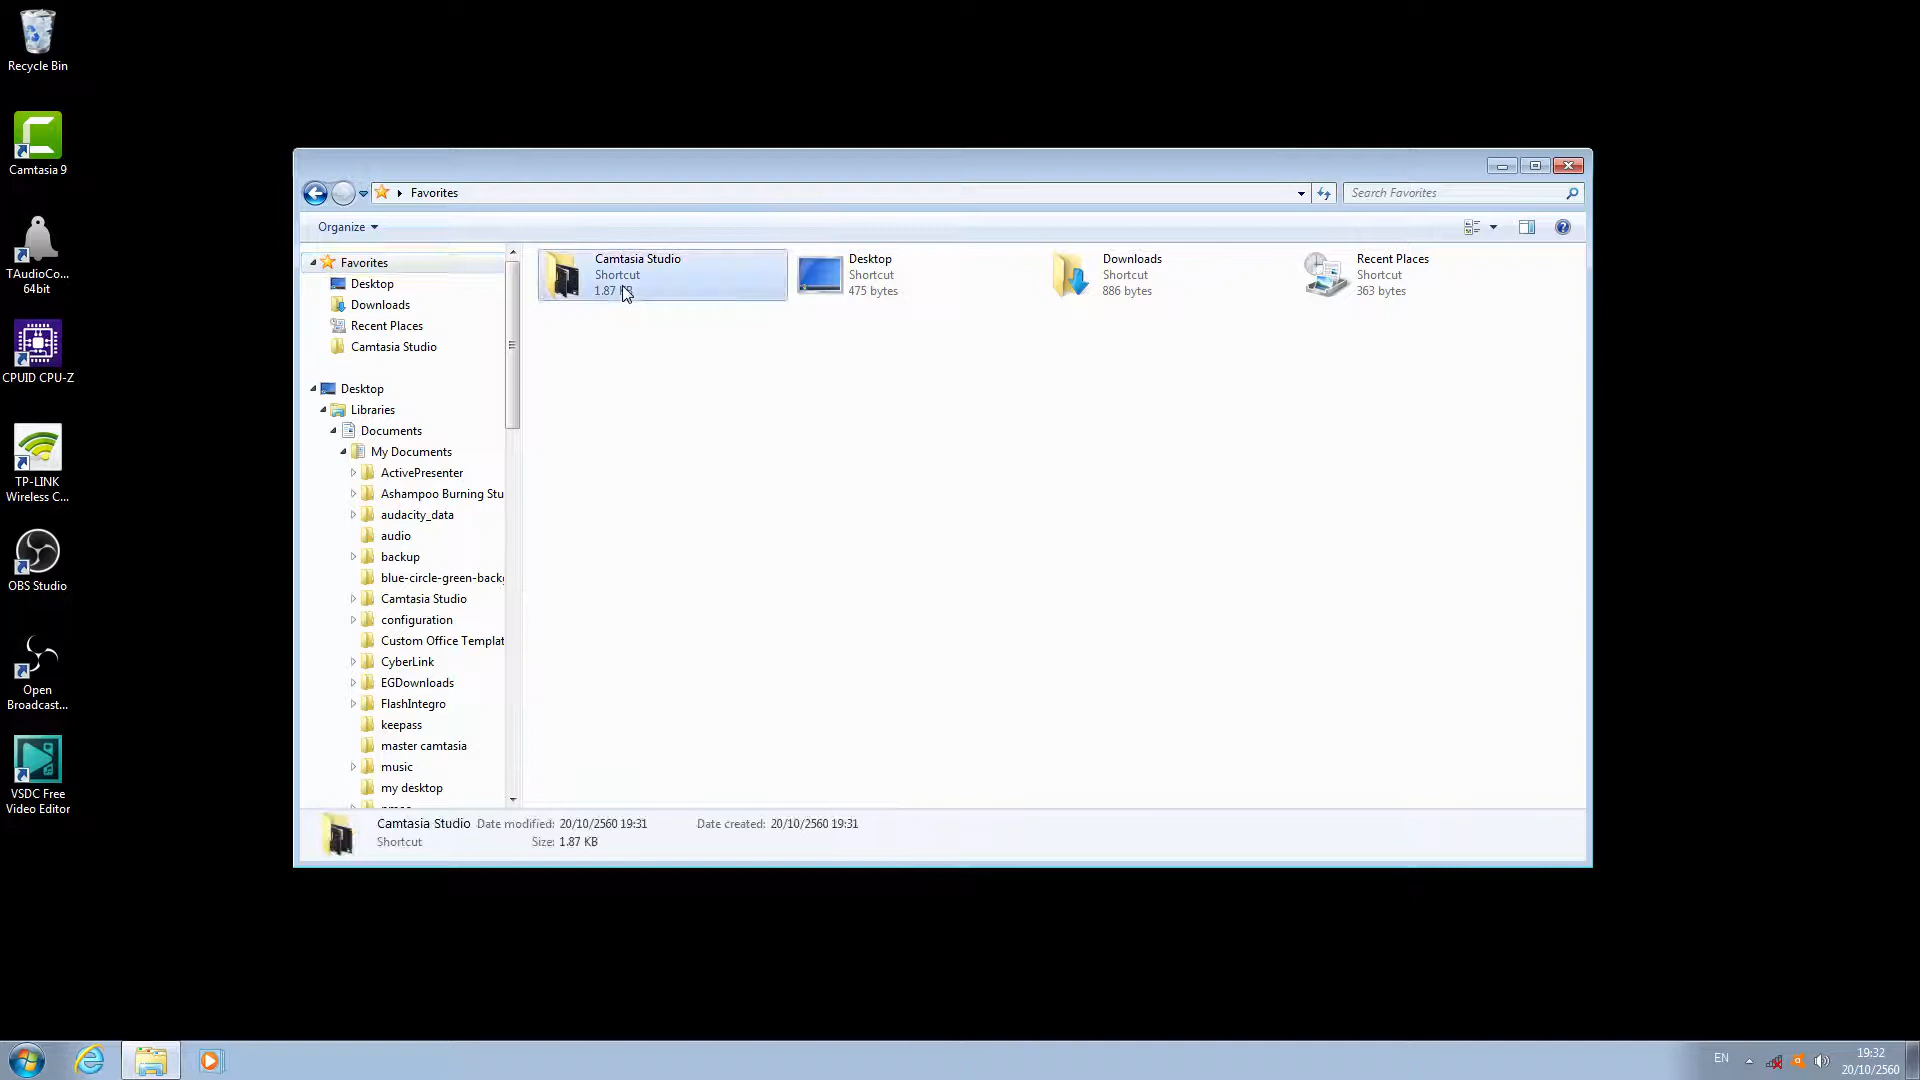 Recycle Bin
Camtasia 9
TAudioCo...
64bit
CPUID CPU-Z
TP-LINK
Wireless C...
OBS Studio
Open
Broadcast...
VSDC Free
Video Editor
Favorites
Search Favorites
Organize
Favorites
Desktop
Downloads
Recent Places
Camtasia Studio
Desktop
Libraries
Documents
My Documents
ActivePresenter
Ashampoo Burning Stu
audacity_data
audio
backup
blue-circle-green-back
Camtasia Studio
configuration
Custom Office Templat
CyberLink
EGDownloads
FlashIntegro
keepass
master camtasia
music
my desktop
Camtasia Studio
Shortcut
1.87
Desktop
Shortcut
475 bytes
Downloads
Shortcut
886 bytes
Recent Places
Shortcut
363 bytes
Camtasia Studio Date modified: 20/10/2560 19:31 Date created: 20/10/2560 19:31
Shortcut Size: 1.87 KB
EN
19:32
20/10/2560